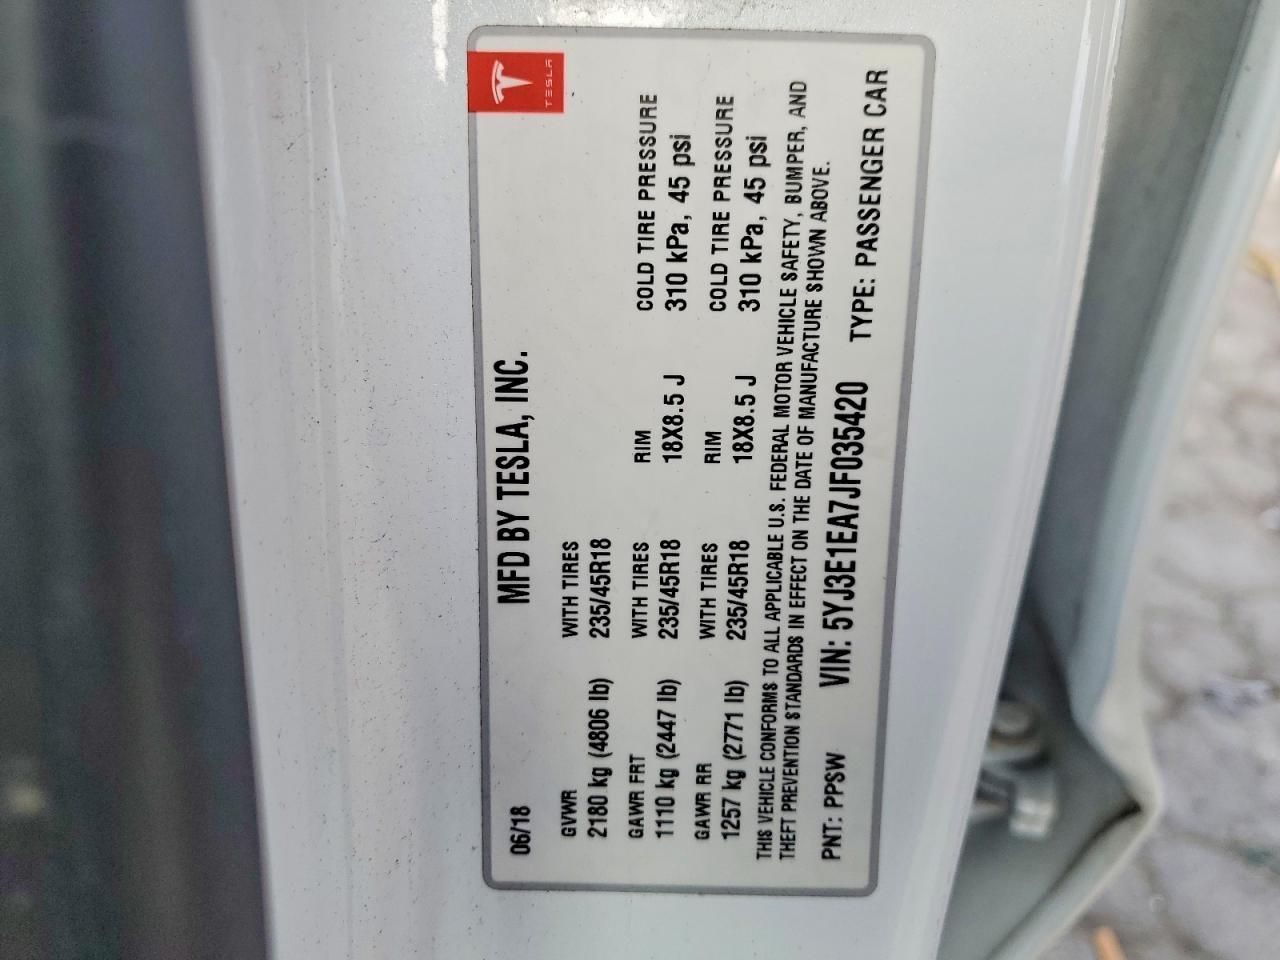 TESLA
06/18 MFD BY TESLA, INC.
GVWR WITH TIRES
2180 kg (4806 lb) 235/45R18
GAWR FRT WITH TIRES RIM COLD TIRE PRESSURE
1110 kg (2447 lb) 235/45R18 18X8.5 J 310 kPa, 45 psi
GAWR RR WITH TIRES RIM COLD TIRE PRESSURE
1257 kg (2771 lb) 235/45R18 18X8.5 J 310 kPa, 45 psi
THIS VEHICLE CONFORMS TO ALL APPLICABLE U.S. FEDERAL MOTOR VEHICLE SAFETY, BUMPER, AND
THEFT PREVENTION STANDARDS IN EFFECT ON THE DATE OF MANUFACTURE SHOWN ABOVE.
PNT: PPSW VIN: 5YJ3E1EA7JF035420 TYPE: PASSENGER CAR